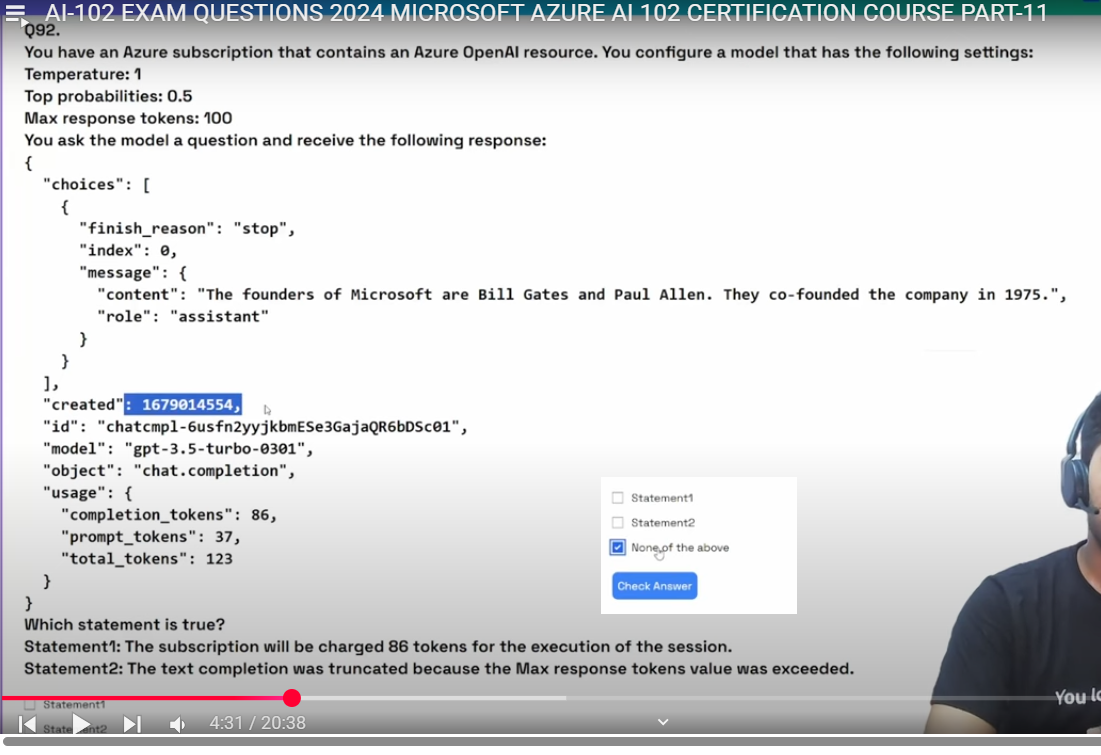 AI-102 EXAM QUESTIONS 2024 MICROSOFT AZURE AI 102 CERTIFICATION COURSE PART-11
Q92.
You have an Azure subscription that contains an Azure OpenAI resource. You configure a model that has the following settings:
Temperature: 1
Top probabilities: 0.5
Max response tokens: 100
You ask the model a question and receive the following response:
{
"choices": [
{
"finish_reason": "stop",
"index": 0,
"message": {
"content": "The founders of Microsoft are Bill Gates and Paul Allen. They co-founded the company in 1975.",
"role": "assistant"
}
}
],
"created": 1679014554,
"id": "chatcmpl-6usfn2yyjkbmESe3GajaQR6bDSc01",
"model": "gpt-3.5-turbo-0301",
"object": "chat.completion",
"usage": {
"completion_tokens": 86,
"prompt_tokens": 37,
"total_tokens": 123
}
}
Statement1
Statement2
None of the above
Check Answer
Which statement is true?
Statement1: The subscription will be charged 86 tokens for the execution of the session.
Statement2: The text completion was truncated because the Max response tokens value was exceeded.
You
Statement1
Statement2
4:31 / 20:38